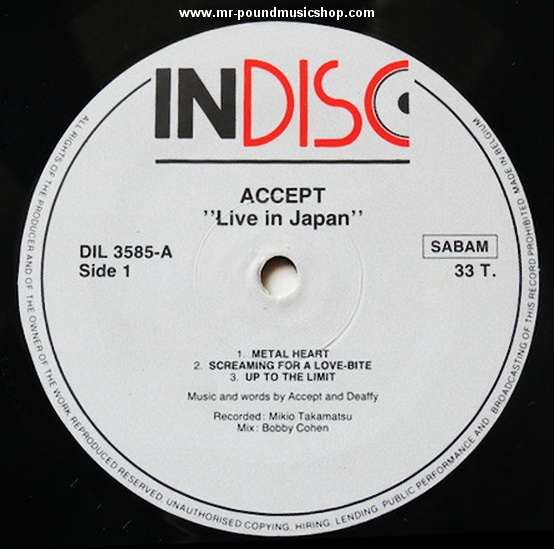 www.mr-poundmusicshop.com
INDISC
ACCEPT
"Live in Japan"
DIL 3585-A
Side 1
SABAM
33 T.
1. METAL HEART
2. SCREAMING FOR A LOVE-BITE
3. UP TO THE LIMIT
Music and words by Accept and Deaffy
Recorded: Mikio Takamatsu
Mix: Bobby Cohen
ALL RIGHTS OF THE PRODUCER AND OF THE OWNER OF THE WORK REPRODUCED RESERVED. UNAUTHORISED COPYING, HIRING, LENDING, PUBLIC PERFORMANCE AND BROADCASTING OF THIS RECORD PROHIBITED MADE IN BELGIUM